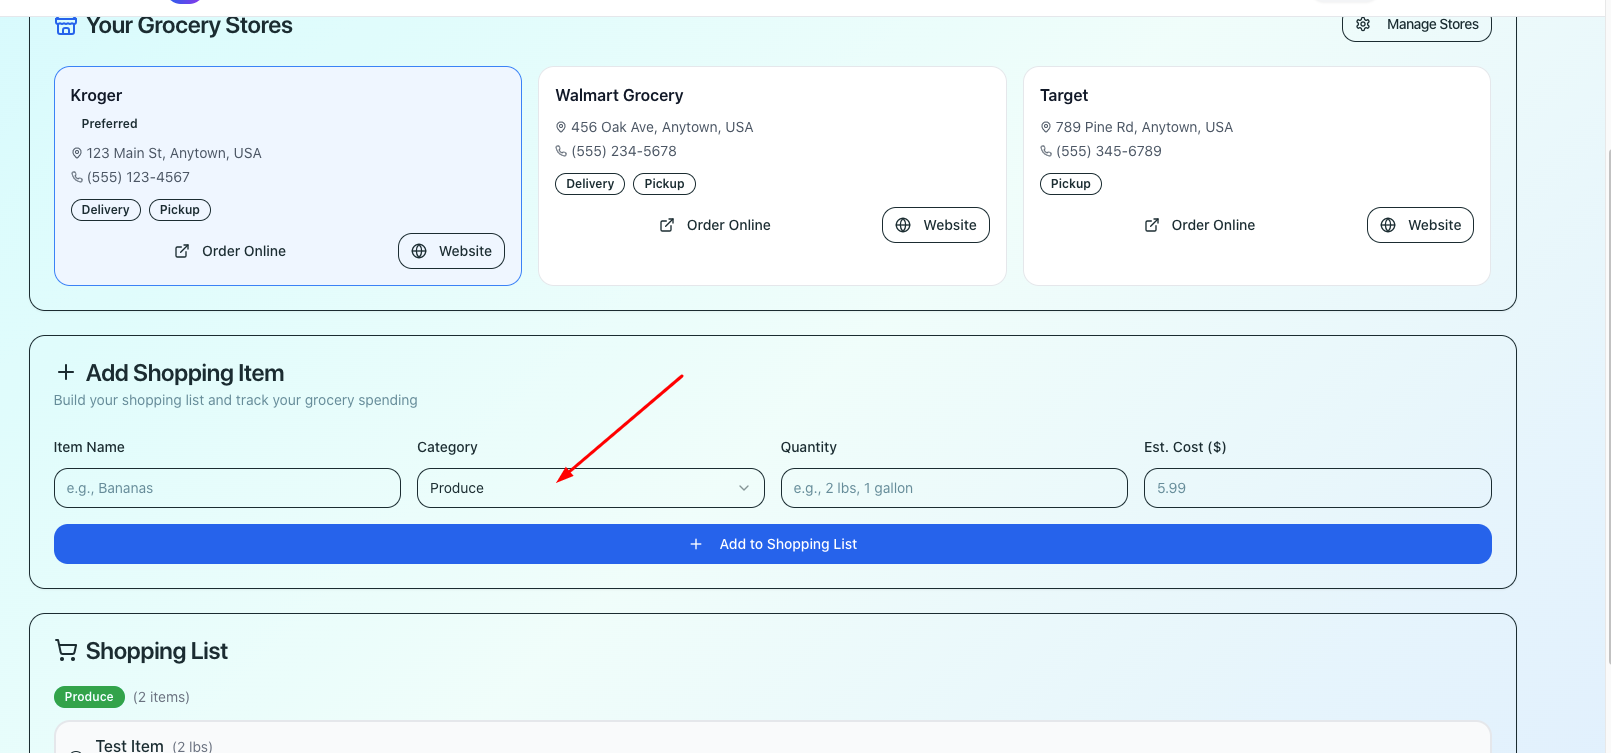 Your Grocery Stores
Manage Stores
Kroger
Preferred
123 Main St, Anytown, USA
(555) 123-4567
Delivery Pickup
Order Online Website
Walmart Grocery
456 Oak Ave, Anytown, USA
(555) 234-5678
Delivery Pickup
Order Online Website
Target
789 Pine Rd, Anytown, USA
(555) 345-6789
Pickup
Order Online Website
Add Shopping Item
Build your shopping list and track your grocery spending
Item Name
e.g., Bananas
Category
Produce
Quantity
e.g., 2 lbs, 1 gallon
Est. Cost ($)
5.99
Add to Shopping List
Shopping List
Produce (2 items)
Test Item (2 lbs)